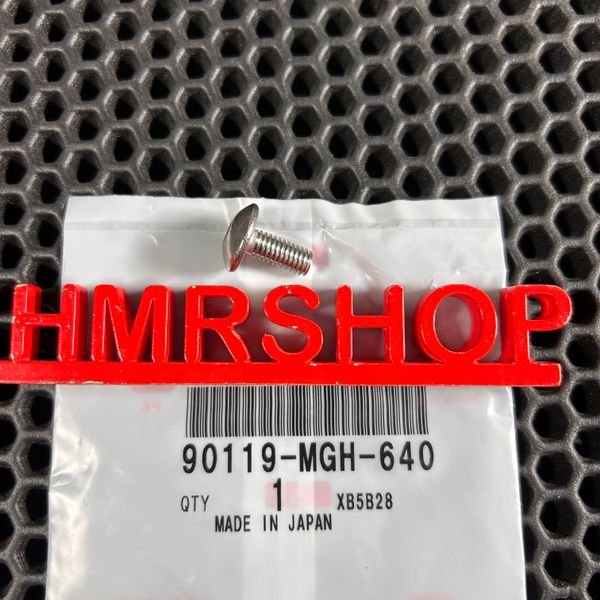 HMRSHOP
90119-MGH-640
QTY 1 XB5B28
MADE IN JAPAN